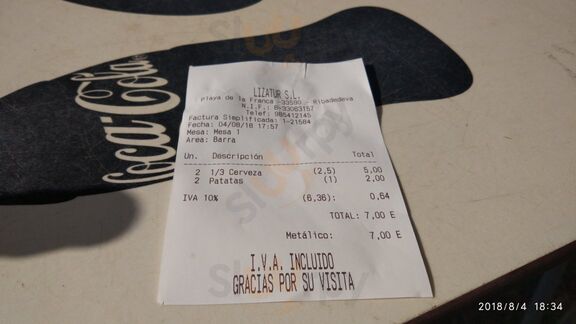 Coca-Cola
LIZATUR S.L.
playa de la Franca -33590 - Ribadedeva
N.I.F.: B-33063157
Telef: 985412145
Factura Simplificada: 1-21584
Fecha: 04/08/18 17:57
Mesa: Mesa 1
Area: Barra
Un. Descripción Total
2 1/3 Cerveza (2,5) 5,00
2 Patatas (1) 2,00
IVA 10% (6,36): 0,64
TOTAL: 7,00 E
Metálico: 7,00 E
I.V.A. INCLUIDO
GRACIAS POR SU VISITA
2018/8/4 18:34